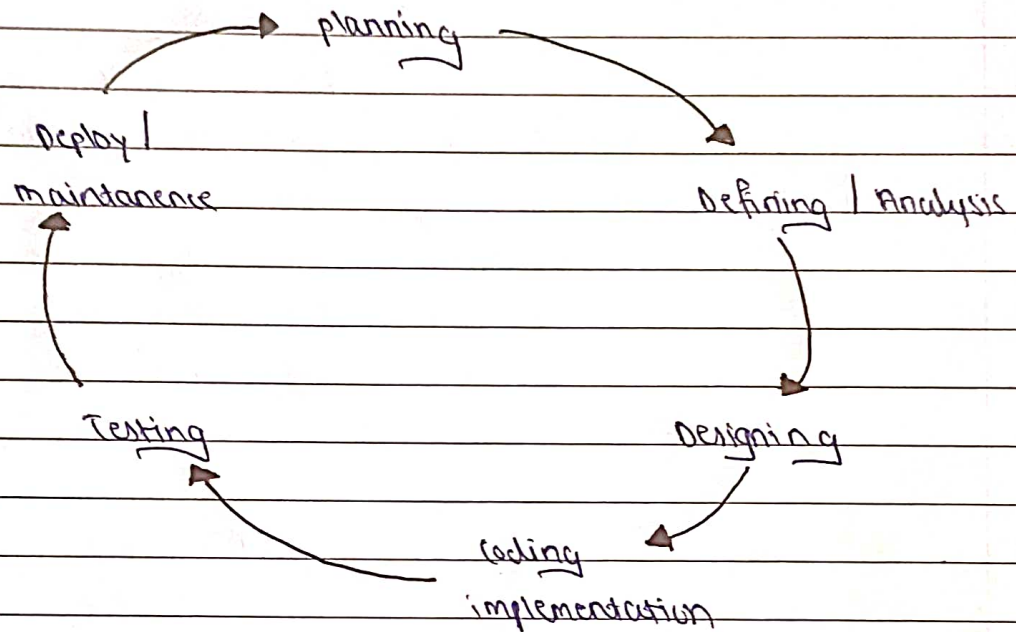 planning
Deploy /
maintanence
Defining / Analysis
Testing
Designing
Coding
implementation